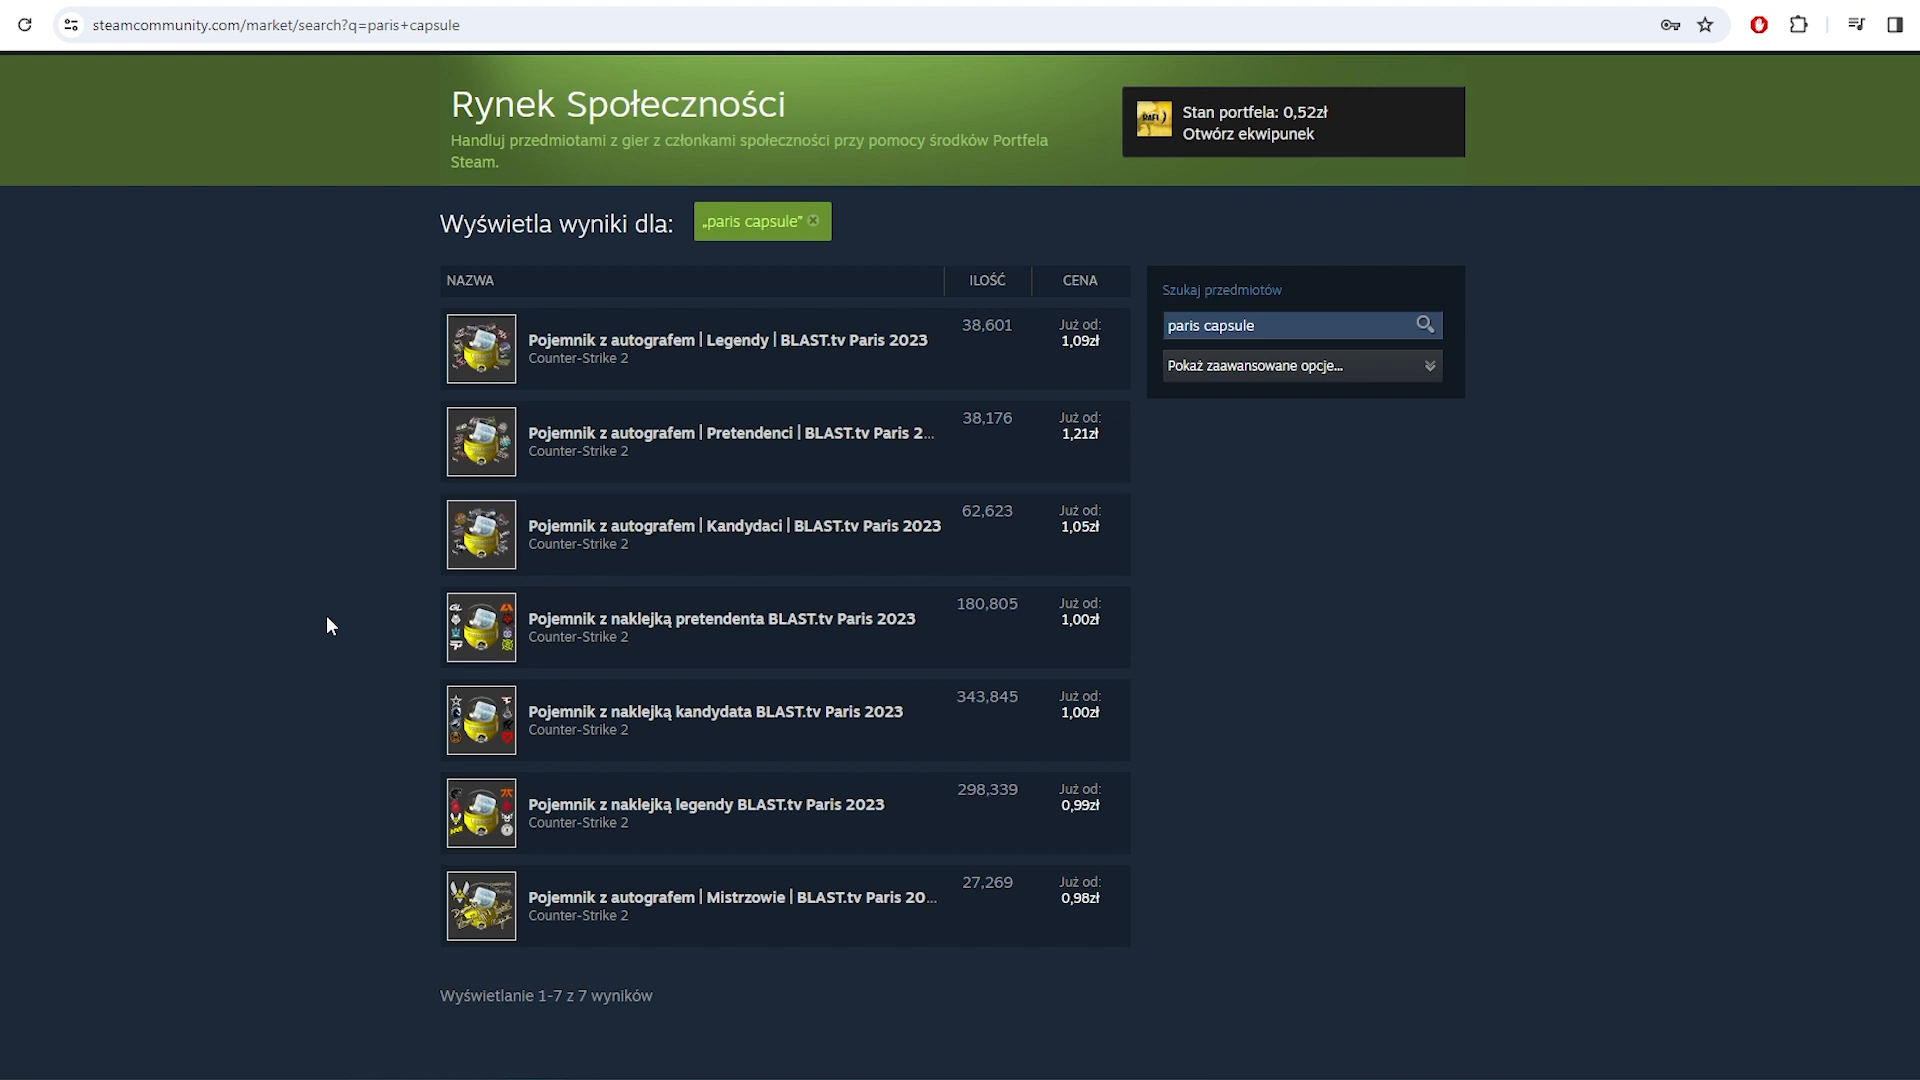 steamcommunity.com/market/search?q=paris+capsule
Rynek Społeczności
Handluj przedmiotami z gier z członkami społeczności przy pomocy środków Portfela
Steam.
Stan portfela: 0,52zł
Otwórz ekwipunek
Wyświetla wyniki dla:
„paris capsule”
NAZWA ILOŚĆ CENA
Pojemnik z autografem | Legendy | BLAST.tv Paris 2023
Counter-Strike 2
38,601
Już od:
1,09zł
Pojemnik z autografem | Pretendenci | BLAST.tv Paris 2...
Counter-Strike 2
38,176
Już od:
1,21zł
Pojemnik z autografem | Kandydaci | BLAST.tv Paris 2023
Counter-Strike 2
62,623
Już od:
1,05zł
Pojemnik z naklejką pretendenta BLAST.tv Paris 2023
Counter-Strike 2
180,805
Już od:
1,00zł
Pojemnik z naklejką kandydata BLAST.tv Paris 2023
Counter-Strike 2
343,845
Już od:
1,00zł
Pojemnik z naklejką legendy BLAST.tv Paris 2023
Counter-Strike 2
298,339
Już od:
0,99zł
Pojemnik z autografem | Mistrzowie | BLAST.tv Paris 20...
Counter-Strike 2
27,269
Już od:
0,98zł
Wyświetlanie 1-7 z 7 wyników
Szukaj przedmiotów
paris capsule
Pokaż zaawansowane opcje...